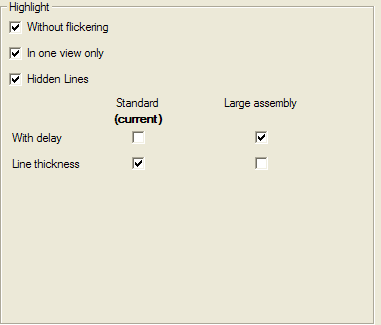 Highlight
Without flickering
In one view only
Hidden Lines
Standard Large assembly
(current)
With delay
Line thickness